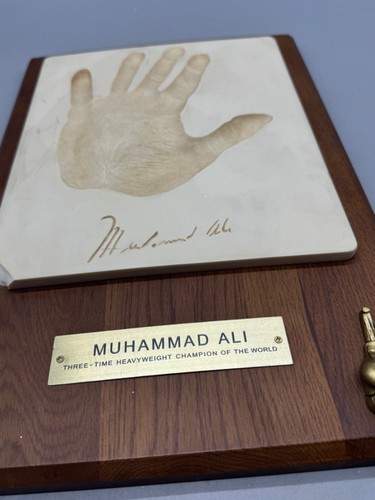 Muhammad Ali
MUHAMMAD ALI
THREE-TIME HEAVYWEIGHT CHAMPION OF THE WORLD